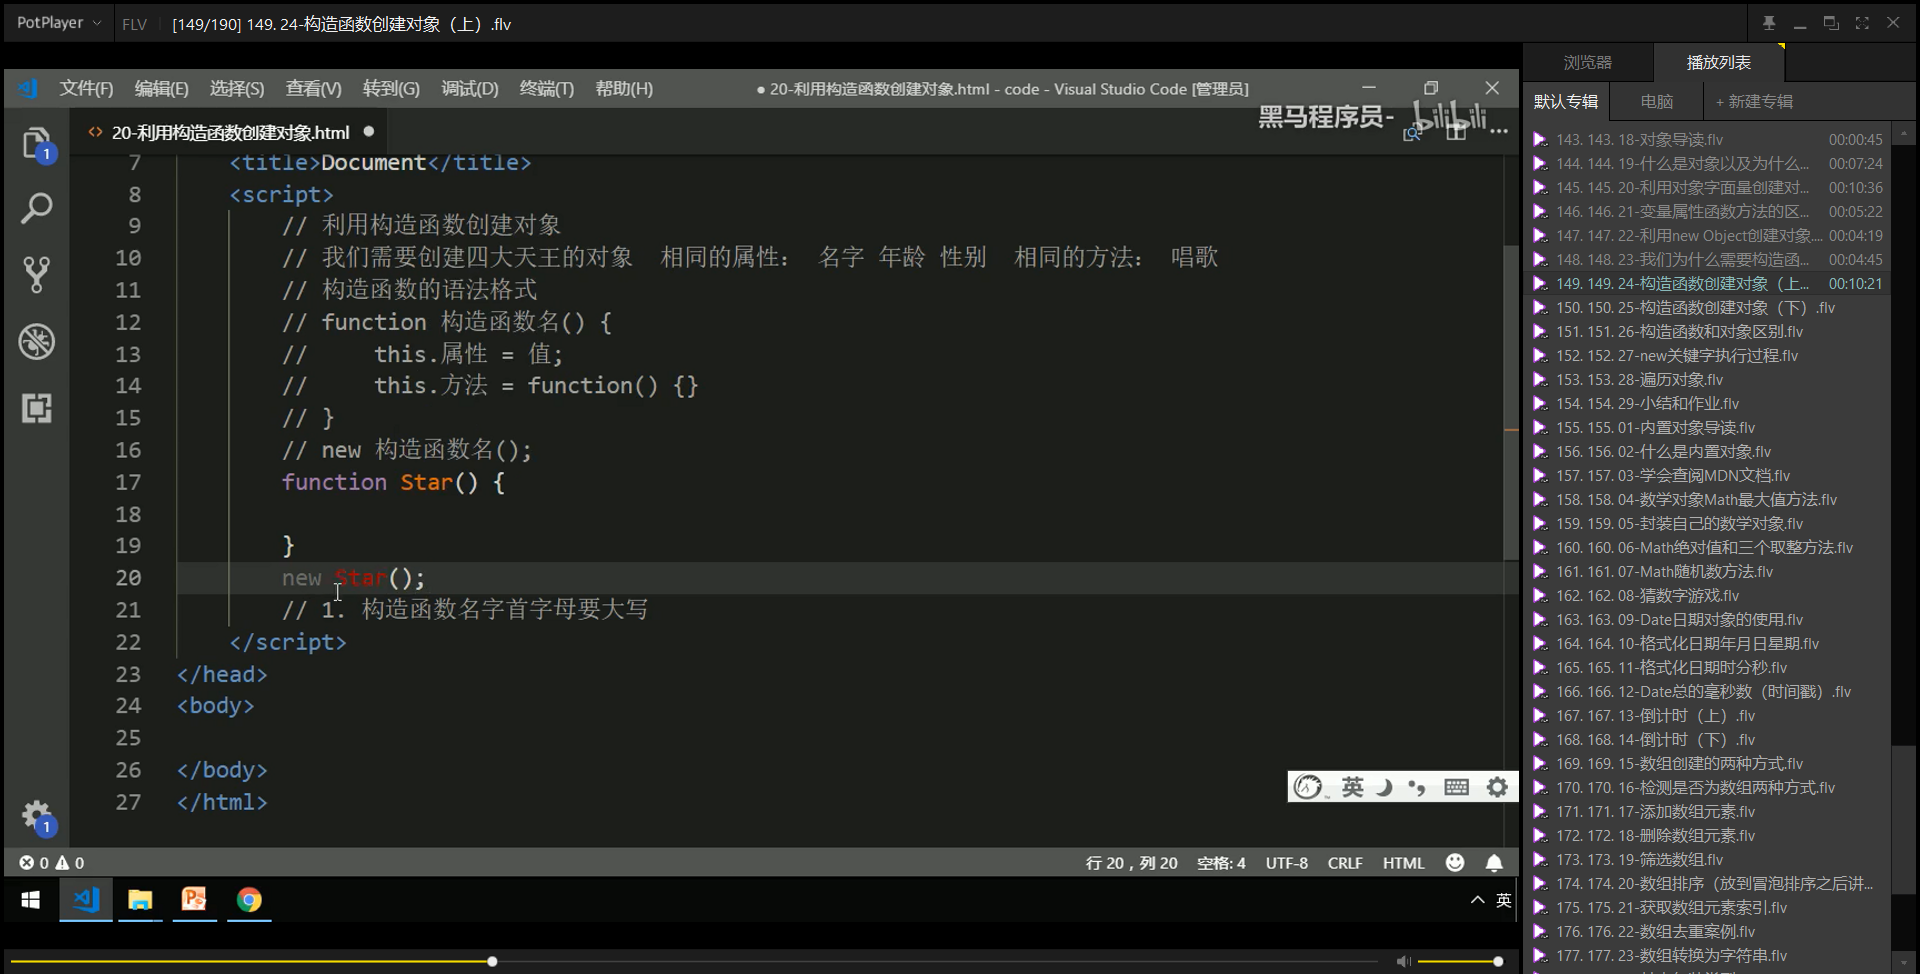 PotPlayer
FLV
[149/190] 149. 24-构造函数创建对象（上）.flv
文件(F) 编辑(E) 选择(S) 查看(V) 转到(G) 调试(D) 终端(T) 帮助(H)
● 20-利用构造函数创建对象.html - code - Visual Studio Code [管理员]
黑马程序员- bilibili
<> 20-利用构造函数创建对象.html ●
1
7 <title>Document</title>
8 <script>
9 // 利用构造函数创建对象
10 // 我们需要创建四大天王的对象 相同的属性： 名字 年龄 性别 相同的方法： 唱歌
11 // 构造函数的语法格式
12 // function 构造函数名() {
13 // this.属性 = 值;
14 // this.方法 = function() {}
15 // }
16 // new 构造函数名();
17 function Star() {
18
19 }
20 new Star();
21 // 1. 构造函数名字首字母要大写
22 </script>
23 </head>
24 <body>
25
26 </body>
27 </html>
1
英
0 0
行 20，列 20 空格: 4 UTF-8 CRLF HTML
英
浏览器
播放列表
默认专辑 电脑 + 新建专辑
143. 143. 18-对象导读.flv 00:00:45
144. 144. 19-什么是对象以及为什么... 00:07:24
145. 145. 20-利用对象字面量创建对... 00:10:36
146. 146. 21-变量属性函数方法的区... 00:05:22
147. 147. 22-利用new Object创建对象.... 00:04:19
148. 148. 23-我们为什么需要构造函... 00:04:45
149. 149. 24-构造函数创建对象（上... 00:10:21
150. 150. 25-构造函数创建对象（下）.flv
151. 151. 26-构造函数和对象区别.flv
152. 152. 27-new关键字执行过程.flv
153. 153. 28-遍历对象.flv
154. 154. 29-小结和作业.flv
155. 155. 01-内置对象导读.flv
156. 156. 02-什么是内置对象.flv
157. 157. 03-学会查阅MDN文档.flv
158. 158. 04-数学对象Math最大值方法.flv
159. 159. 05-封装自己的数学对象.flv
160. 160. 06-Math绝对值和三个取整方法.flv
161. 161. 07-Math随机数方法.flv
162. 162. 08-猜数字游戏.flv
163. 163. 09-Date日期对象的使用.flv
164. 164. 10-格式化日期年月日星期.flv
165. 165. 11-格式化日期时分秒.flv
166. 166. 12-Date总的毫秒数（时间戳）.flv
167. 167. 13-倒计时（上）.flv
168. 168. 14-倒计时（下）.flv
169. 169. 15-数组创建的两种方式.flv
170. 170. 16-检测是否为数组两种方式.flv
171. 171. 17-添加数组元素.flv
172. 172. 18-删除数组元素.flv
173. 173. 19-筛选数组.flv
174. 174. 20-数组排序（放到冒泡排序之后讲...
175. 175. 21-获取数组元素索引.flv
176. 176. 22-数组去重案例.flv
177. 177. 23-数组转换为字符串.flv